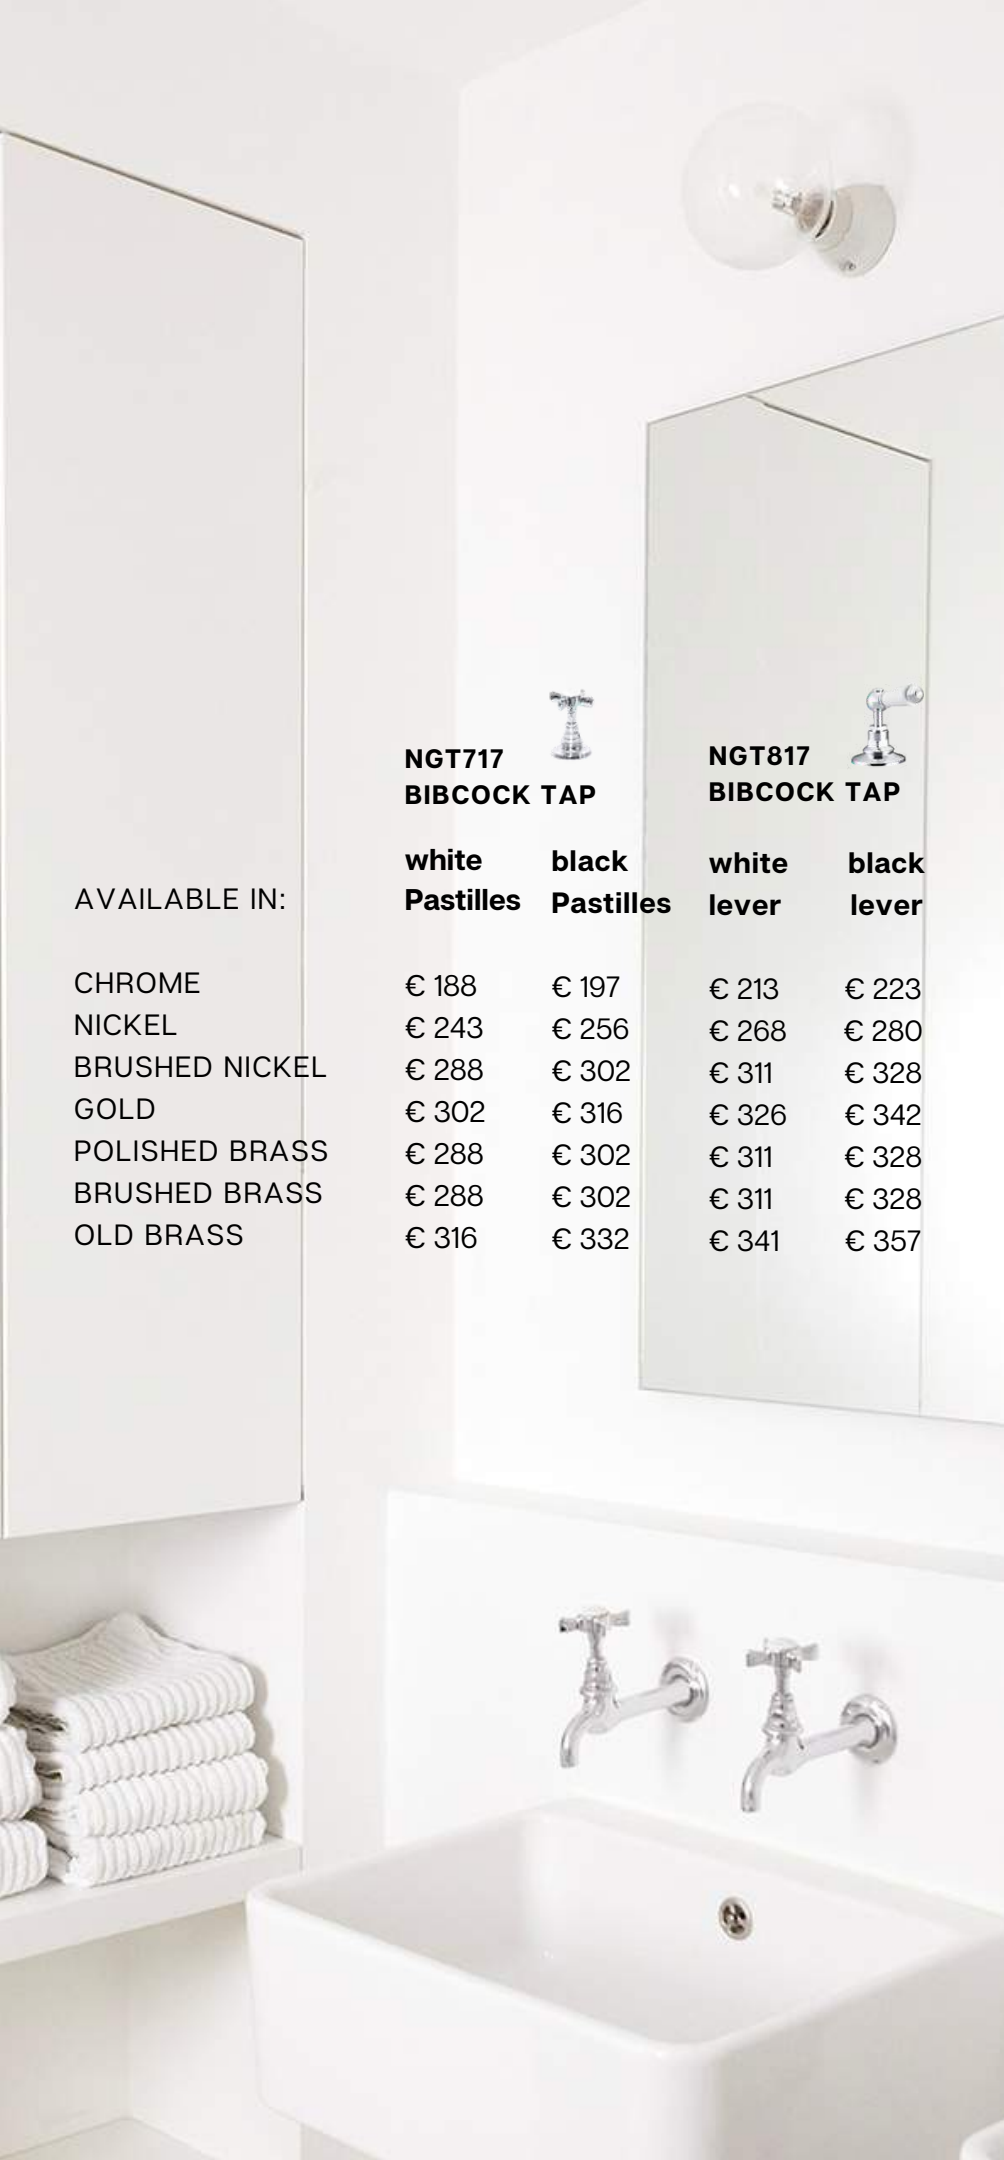 NGT717
BIBCOCK TAP
NGT817
BIBCOCK TAP
AVAILABLE IN:
white Pastilles
black Pastilles
white lever
black lever
CHROME € 188 € 197 € 213 € 223
NICKEL € 243 € 256 € 268 € 280
BRUSHED NICKEL € 288 € 302 € 311 € 328
GOLD € 302 € 316 € 326 € 342
POLISHED BRASS € 288 € 302 € 311 € 328
BRUSHED BRASS € 288 € 302 € 311 € 328
OLD BRASS € 316 € 332 € 341 € 357